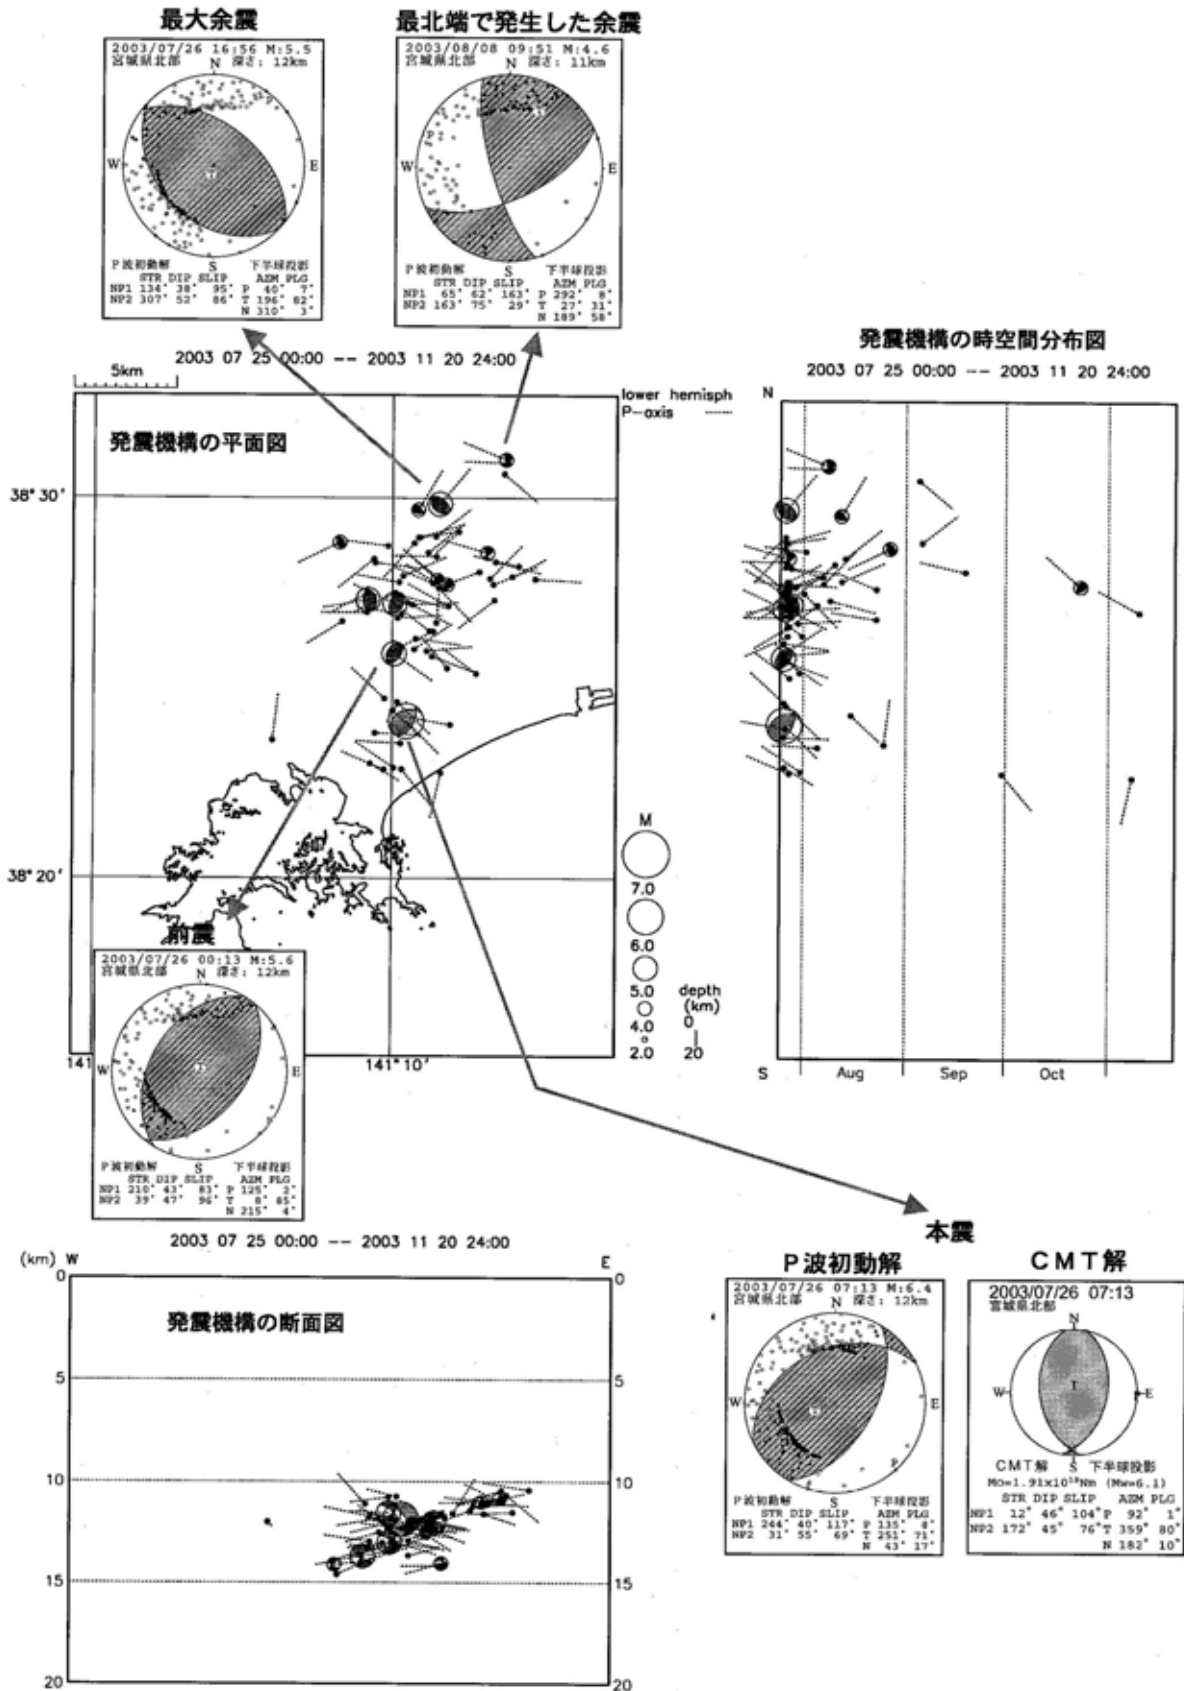 最大余震
2003/07/26 16:56 M:5.5
宮城県北部 N 深さ: 12km
W
E
T
S
P波初動解 下半球投影
STR DIP SLIP AZM PLG
NP1 134° 38° 95° P 40° 7°
NP2 307° 52° 86° T 196° 82°
N 310° 3°
最北端で発生した余震
2003/08/08 09:51 M:4.6
宮城県北部 N 深さ: 11km
P
T
W
E
S
P波初動解 下半球投影
STR DIP SLIP AZM PLG
NP1 65° 62° 163° P 292° 8°
NP2 163° 75° 29° T 27° 31°
N 189° 58°
2003 07 25 00:00 -- 2003 11 20 24:00
5km
lower hemisph
P-axis
発震機構の平面図
38°30'
38°20'
141
141°10'
M
7.0
6.0
5.0
4.0
2.0
depth
(km)
0
20
発震機構の時空間分布図
2003 07 25 00:00 -- 2003 11 20 24:00
N
S
Aug
Sep
Oct
前震
2003/07/26 00:13 M:5.6
宮城県北部 N 深さ: 12km
W
E
T
S
P波初動解 下半球投影
STR DIP SLIP AZM PLG
NP1 210° 43° 83° P 125° 2°
NP2 39° 47° 96° T 8° 85°
N 215° 4°
2003 07 25 00:00 -- 2003 11 20 24:00
(km) W
E
発震機構の断面図
0
5
10
15
20
0
5
10
15
20
本震
P波初動解
2003/07/26 07:13 M:6.4
宮城県北部 N 深さ: 12km
W
E
T
P
S
P波初動解 下半球投影
STR DIP SLIP AZM PLG
NP1 244° 40° 117° P 135° 8°
NP2 31° 55° 69° T 251° 71°
N 43° 17°
CMT解
2003/07/26 07:13
宮城県北部
N
W
T
E
S
CMT解 下半球投影
Mo=1.91x10¹⁸Nm (Mw=6.1)
STR DIP SLIP AZM PLG
NP1 12° 46° 104° P 92° 1°
NP2 172° 45° 76° T 359° 80°
N 182° 10°